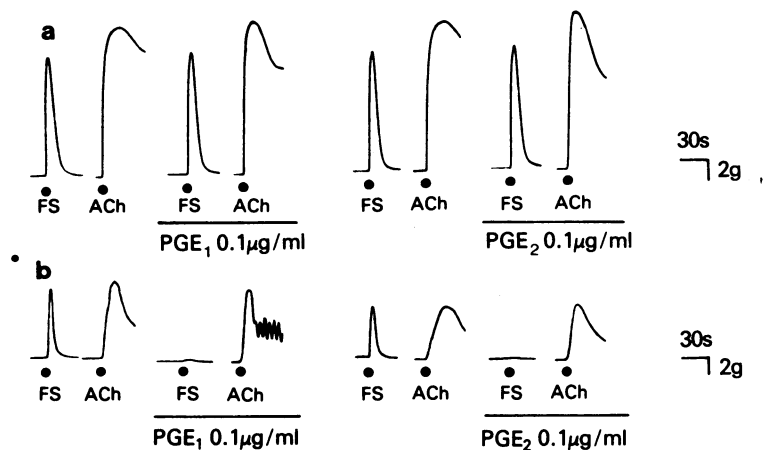 a
30s
2g
FS ACh FS ACh FS ACh FS ACh
PGE₁ 0.1μg/ml PGE₂ 0.1μg/ml
b
30s
2g
FS ACh FS ACh FS ACh FS ACh
PGE₁ 0.1μg/ml PGE₂ 0.1μg/ml